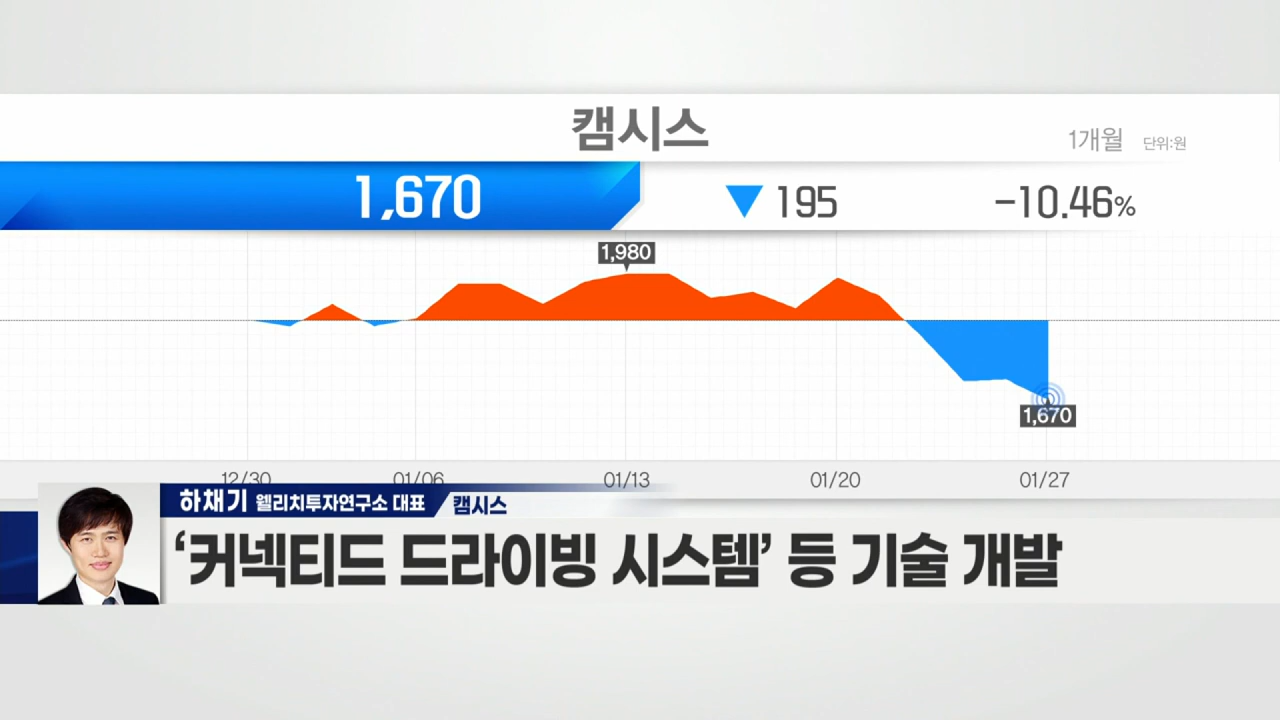 캠시스
1개월 단위:원
1,670 ▼ 195 -10.46%
1,980
1,670
12/30 01/06 01/13 01/20 01/27
하채기 웰리치투자연구소 대표 캠시스
‘커넥티드 드라이빙 시스템’ 등 기술 개발